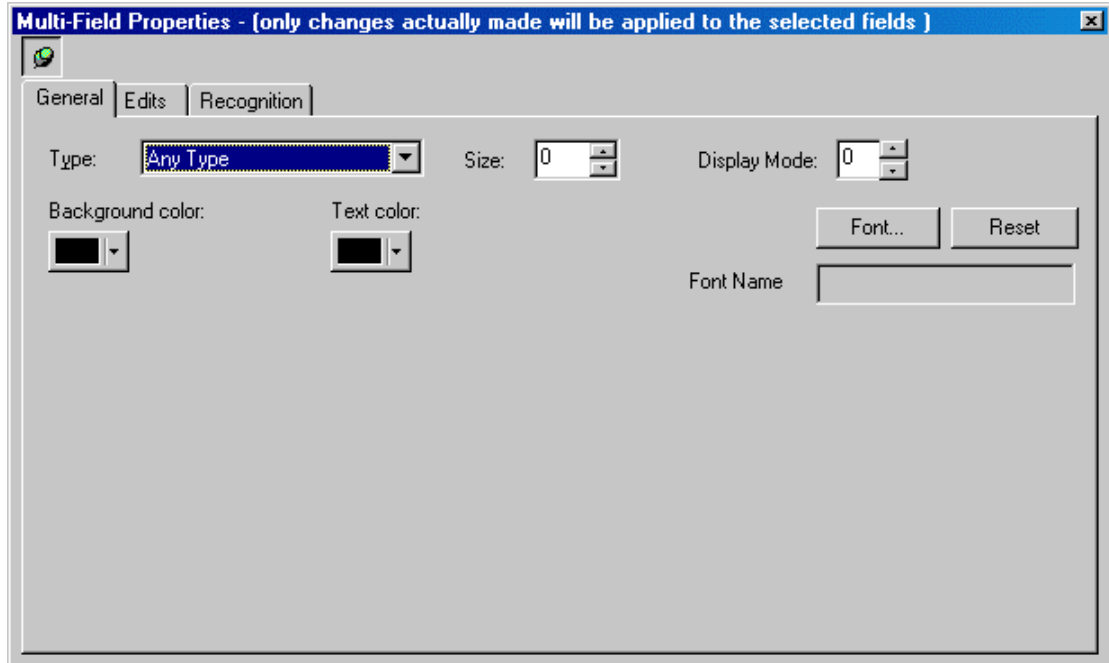 Multi-Field Properties - (only changes actually made will be applied to the selected fields )
General Edits Recognition
Type: Any Type Size: 0 Display Mode: 0
Background color: Text color:
Font... Reset
Font Name